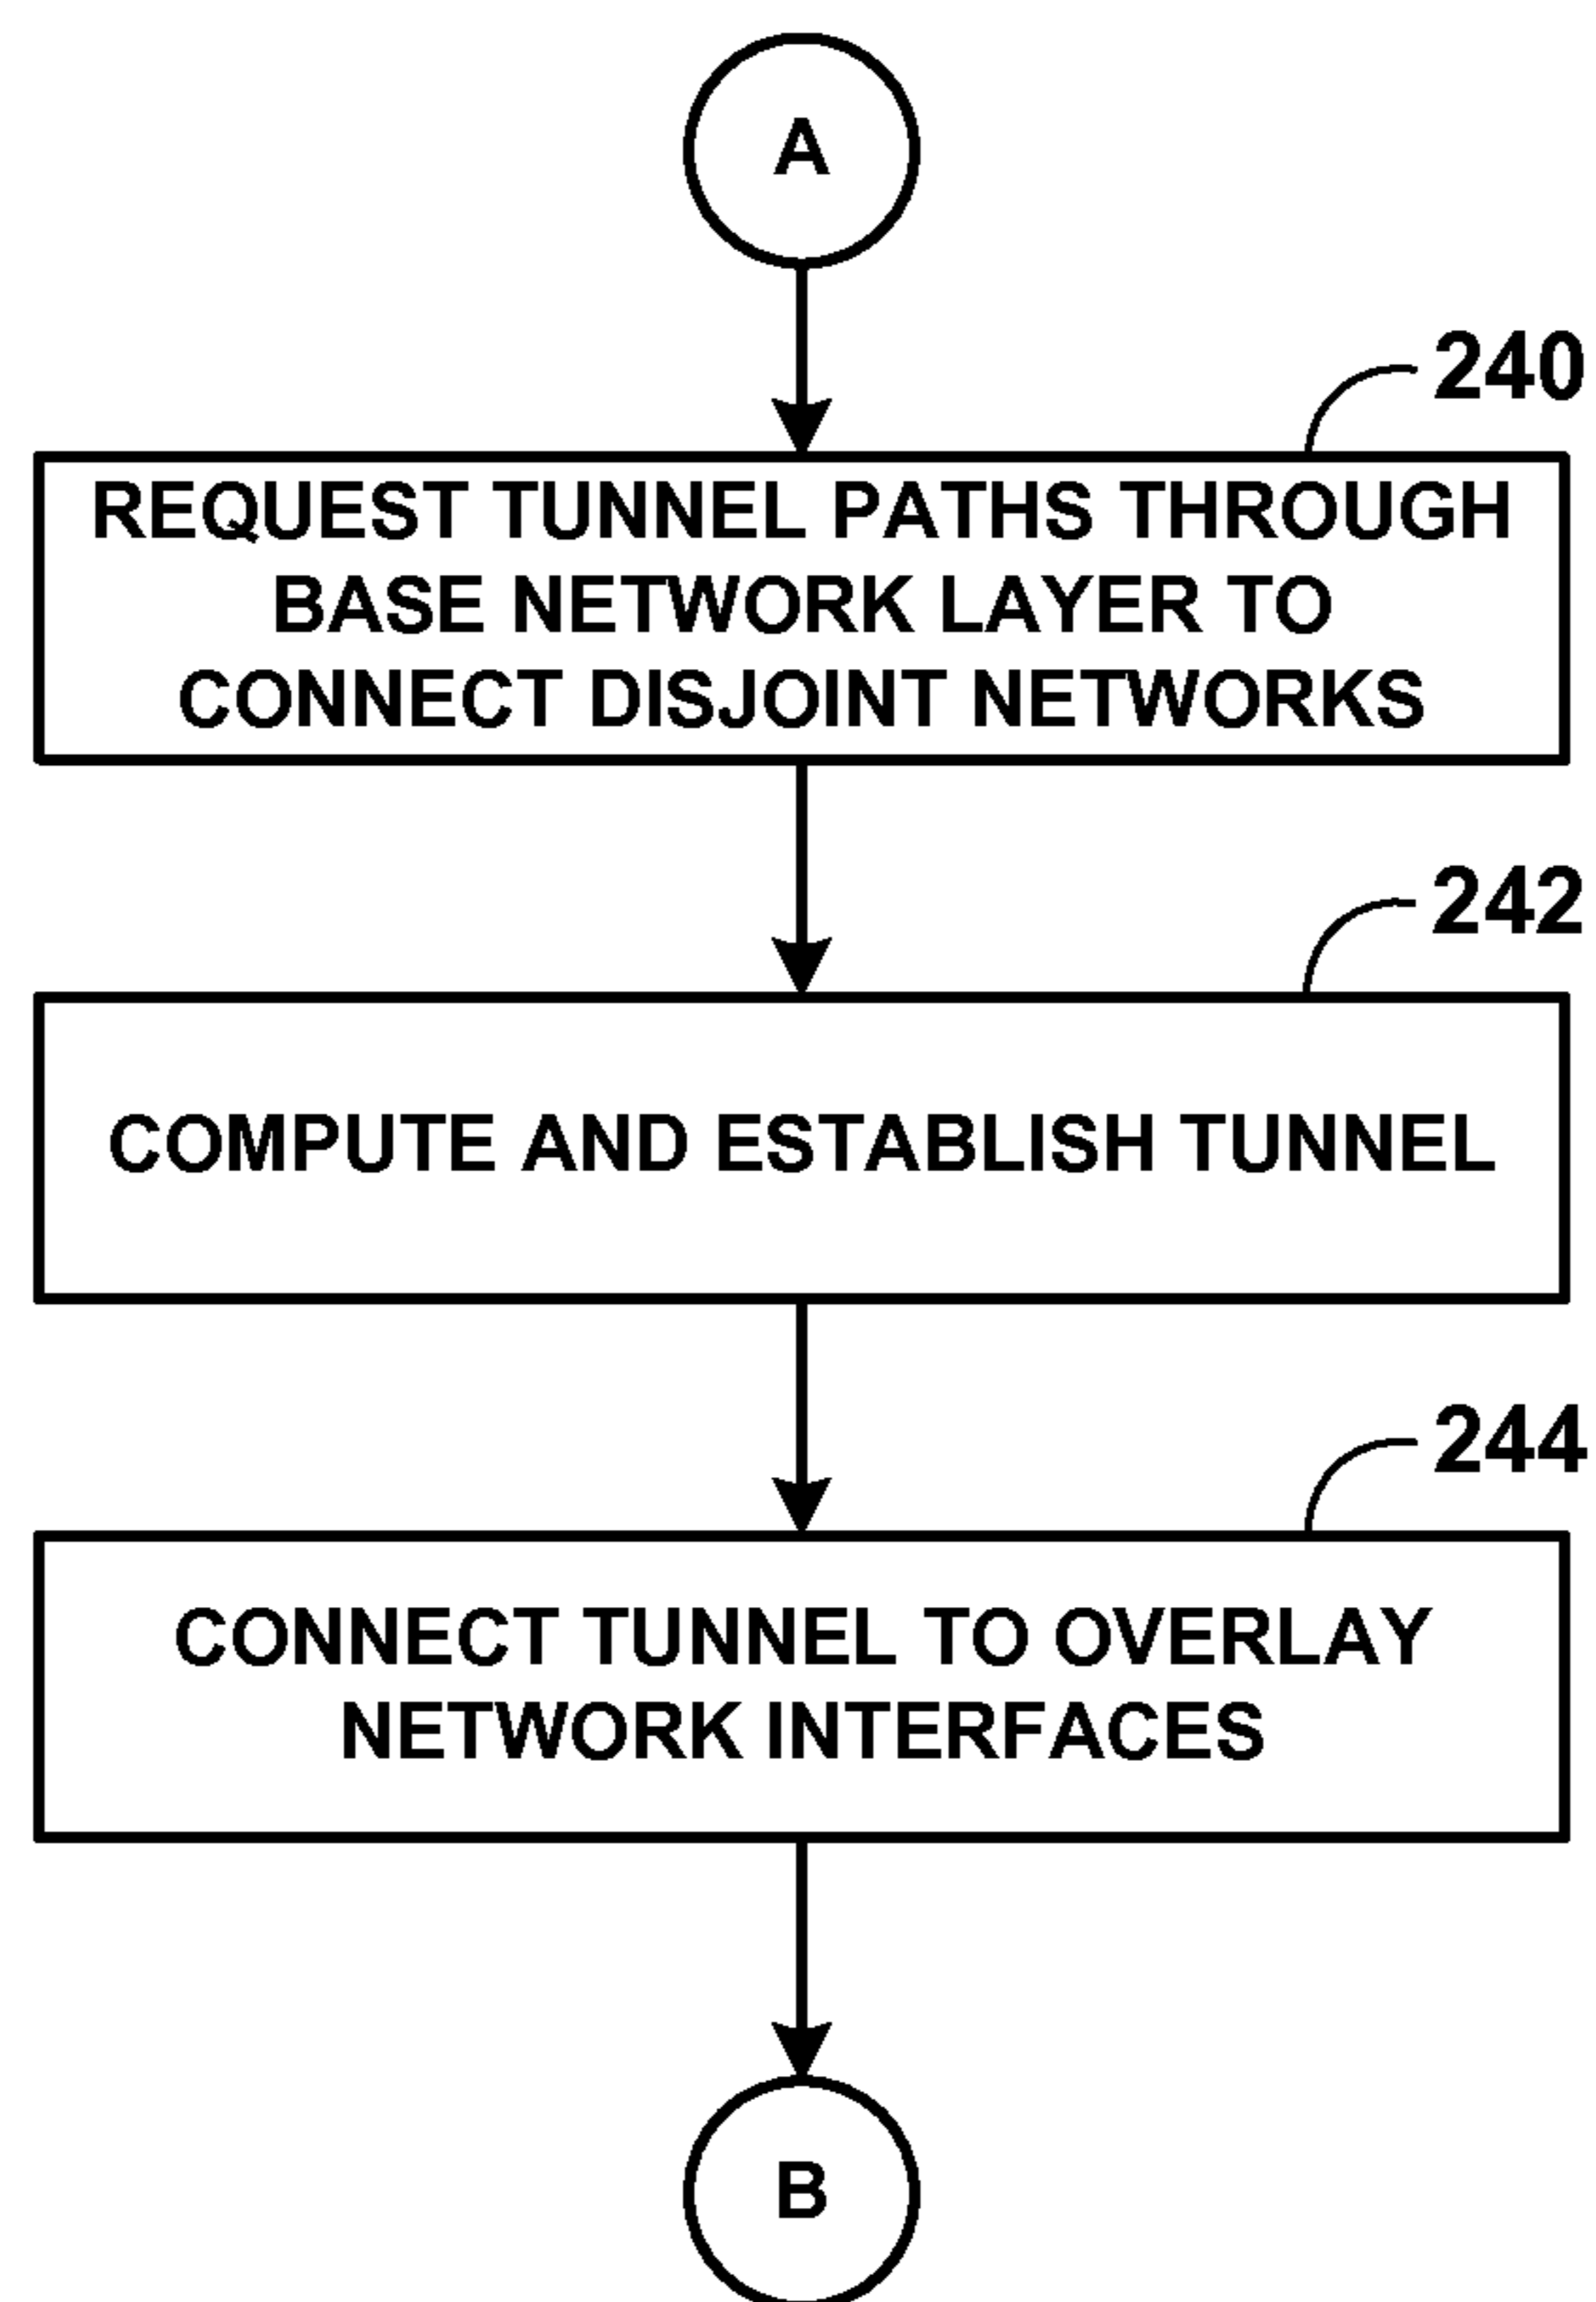 A
240
REQUEST TUNNEL PATHS THROUGH
BASE NETWORK LAYER TO
CONNECT DISJOINT NETWORKS
242
COMPUTE AND ESTABLISH TUNNEL
244
CONNECT TUNNEL TO OVERLAY
NETWORK INTERFACES
B